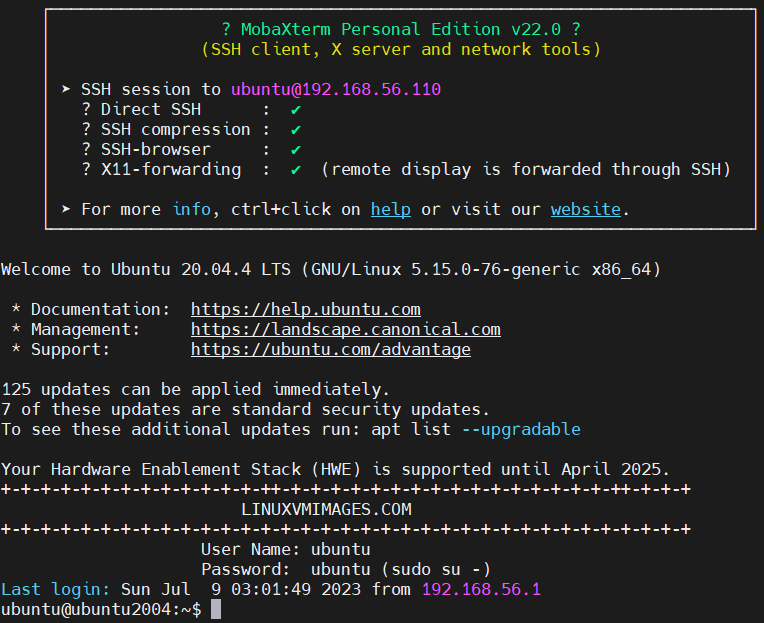 ? MobaXterm Personal Edition v22.0 ?
(SSH client, X server and network tools)
➤ SSH session to ubuntu@192.168.56.110
? Direct SSH : ✔
? SSH compression : ✔
? SSH-browser : ✔
? X11-forwarding : ✔ (remote display is forwarded through SSH)
➤ For more info, ctrl+click on help or visit our website.
Welcome to Ubuntu 20.04.4 LTS (GNU/Linux 5.15.0-76-generic x86_64)
* Documentation: https://help.ubuntu.com
* Management: https://landscape.canonical.com
* Support: https://ubuntu.com/advantage
125 updates can be applied immediately.
7 of these updates are standard security updates.
To see these additional updates run: apt list --upgradable
Your Hardware Enablement Stack (HWE) is supported until April 2025.
+-+-+-+-+-+-+-+-+-+-+-+-+-++-+-+-+-+-+-+-+-+-+-+-+-+-+-+-+-+-++-+-+-+
LINUXVMIMAGES.COM
+-+-+-+-+-+-+-+-+-+-+-+-+-++-+-+-+-+-+-+-+-+-+-+-+-+-+-+-+-+-+-+-+-+
User Name: ubuntu
Password: ubuntu (sudo su -)
Last login: Sun Jul 9 03:01:49 2023 from 192.168.56.1
ubuntu@ubuntu2004:~$